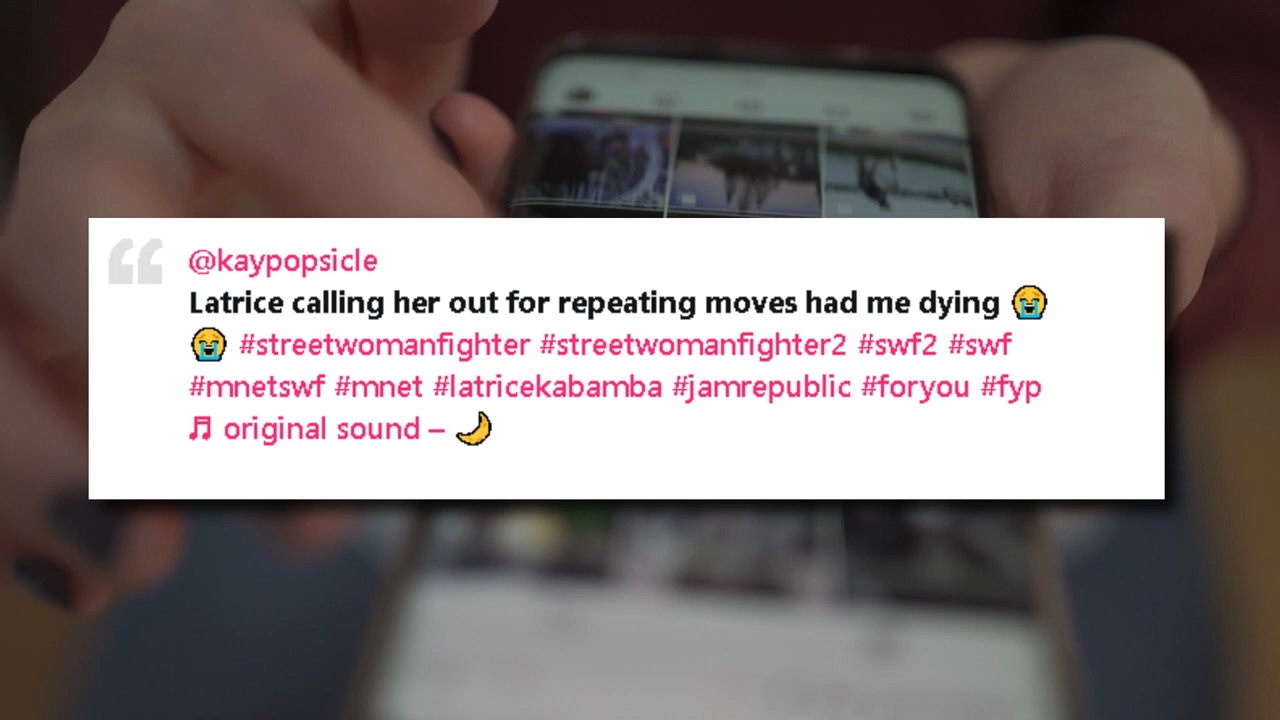 @kaypopsicle
Latrice calling her out for repeating moves had me dying 😭
😭 #streetwomanfighter #streetwomanfighter2 #swf2 #swf
#mnetswf #mnet #latricekabamba #jamrepublic #foryou #fyp
♬ original sound – 🌙